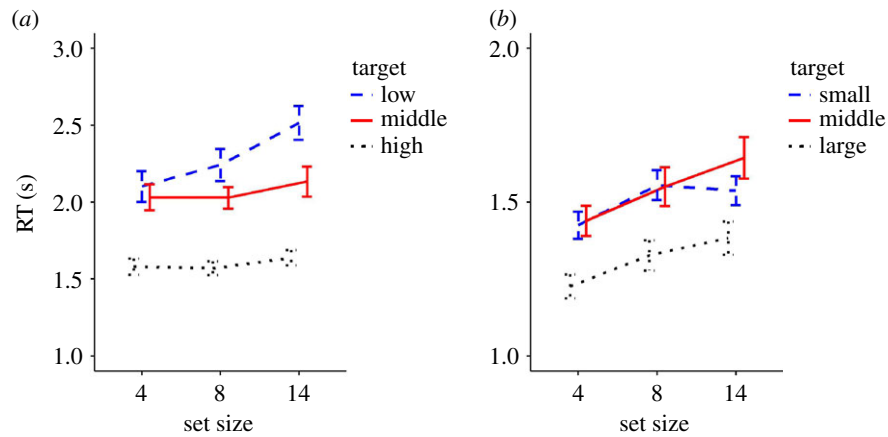 (a)
3.0
2.5
2.0
1.5
1.0
RT (s)
4 8 14
set size
target
low
middle
high
(b)
2.0
1.5
1.0
4 8 14
set size
target
small
middle
large